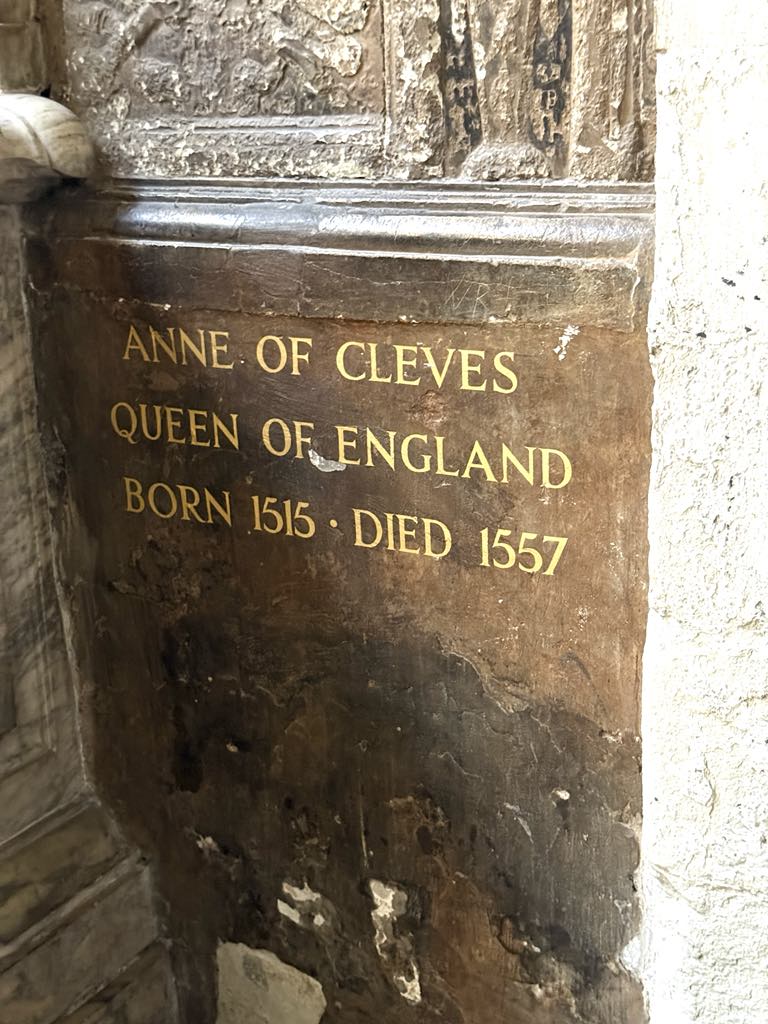 ANNE OF CLEVES
QUEEN OF ENGLAND
BORN 1515 · DIED 1557